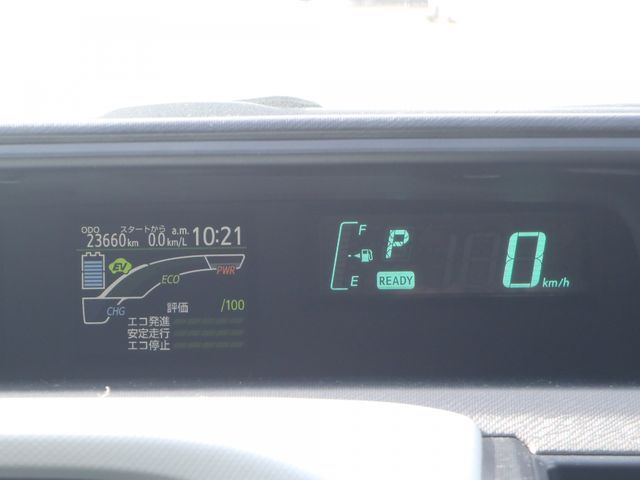 ODO スタートから a.m. 10:21
23660km 0.0km/L
EV
ECO
PWR
CHG
評価 /100
エコ発進
安定走行
エコ停止
F
P
E
READY
0 km/h